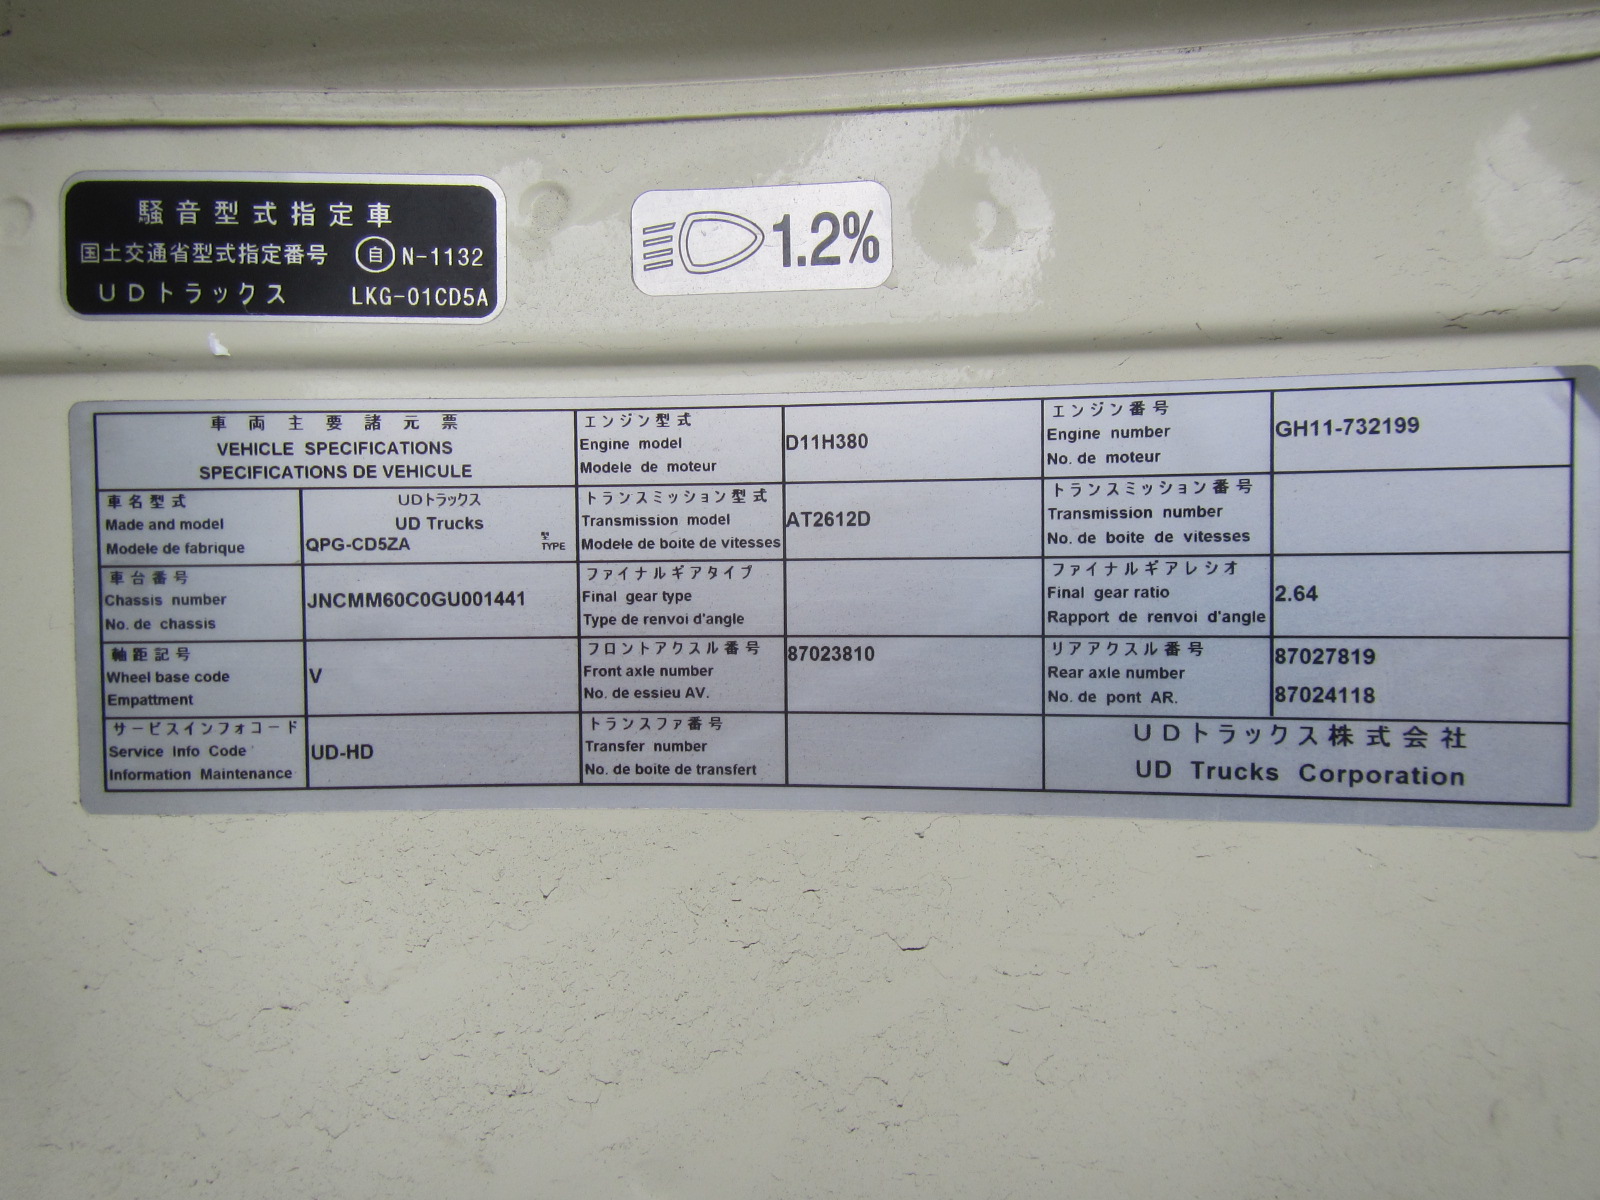 騒音型式指定車
国土交通省型式指定番号 自 N-1132
UDトラックス LKG-01CD5A
1.2%
車両主要諸元票
VEHICLE SPECIFICATIONS
SPECIFICATIONS DE VEHICULE
エンジン型式
Engine model
Modele de moteur
D11H380
エンジン番号
Engine number
No. de moteur
GH11-732199
車名型式
Made and model
Modele de fabrique
UDトラックス
UD Trucks
QPG-CD5ZA
型
TYPE
トランスミッション型式
Transmission model
Modele de boite de vitesses
AT2612D
トランスミッション番号
Transmission number
No. de boite de vitesses
車台番号
Chassis number
No. de chassis
JNCMM60C0GU001441
ファイナルギアタイプ
Final gear type
Type de renvoi d'angle
ファイナルギアレシオ
Final gear ratio
Rapport de renvoi d'angle
2.64
軸距記号
Wheel base code
Empattment
V
フロントアクスル番号
Front axle number
No. de essieu AV.
87023810
リアアクスル番号
Rear axle number
No. de pont AR.
87027819
87024118
サービスインフォコード
Service Info Code
Information Maintenance
UD-HD
トランスファ番号
Transfer number
No. de boite de transfert
UDトラックス株式会社
UD Trucks Corporation